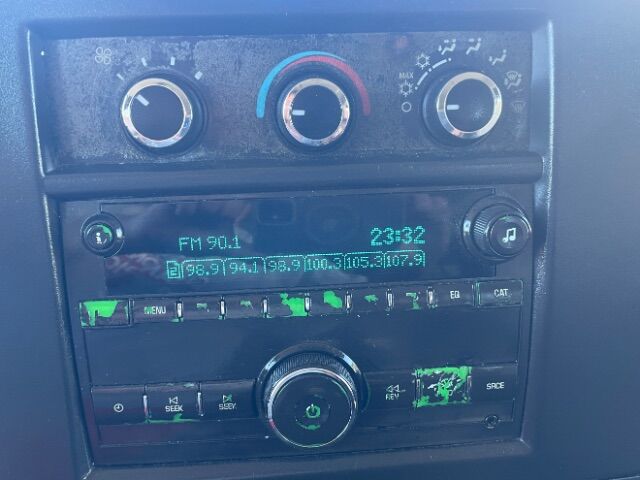 MAX
FM 90.1 23:32
2 98.9 94.1 98.9 100.3 105.3 107.9
MENU EQ CAT
SEEK SEEK REV SRCE